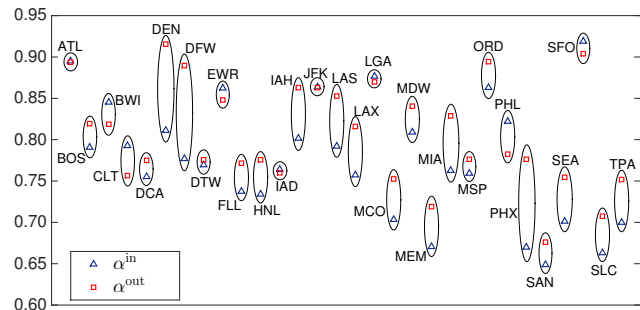 0.95
0.90
0.85
0.80
0.75
0.70
0.65
0.60
ATL
BOS
BWI
CLT
DCA
DEN
DFW
DTW
EWR
FLL
HNL
IAD
IAH
JFK
LAS
LAX
LGA
MCO
MDW
MEM
MIA
MSP
ORD
PHL
PHX
SAN
SEA
SFO
SLC
TPA
α^in
α^out